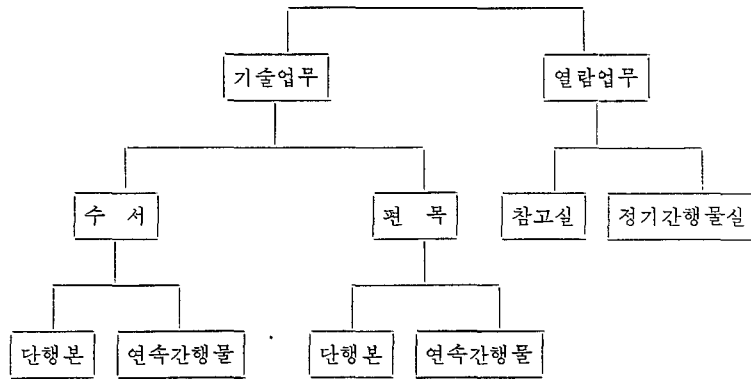 기술업무 열람업무
수 서 편 목 참고실 정기간행물실
단행본 연속간행물 단행본 연속간행물